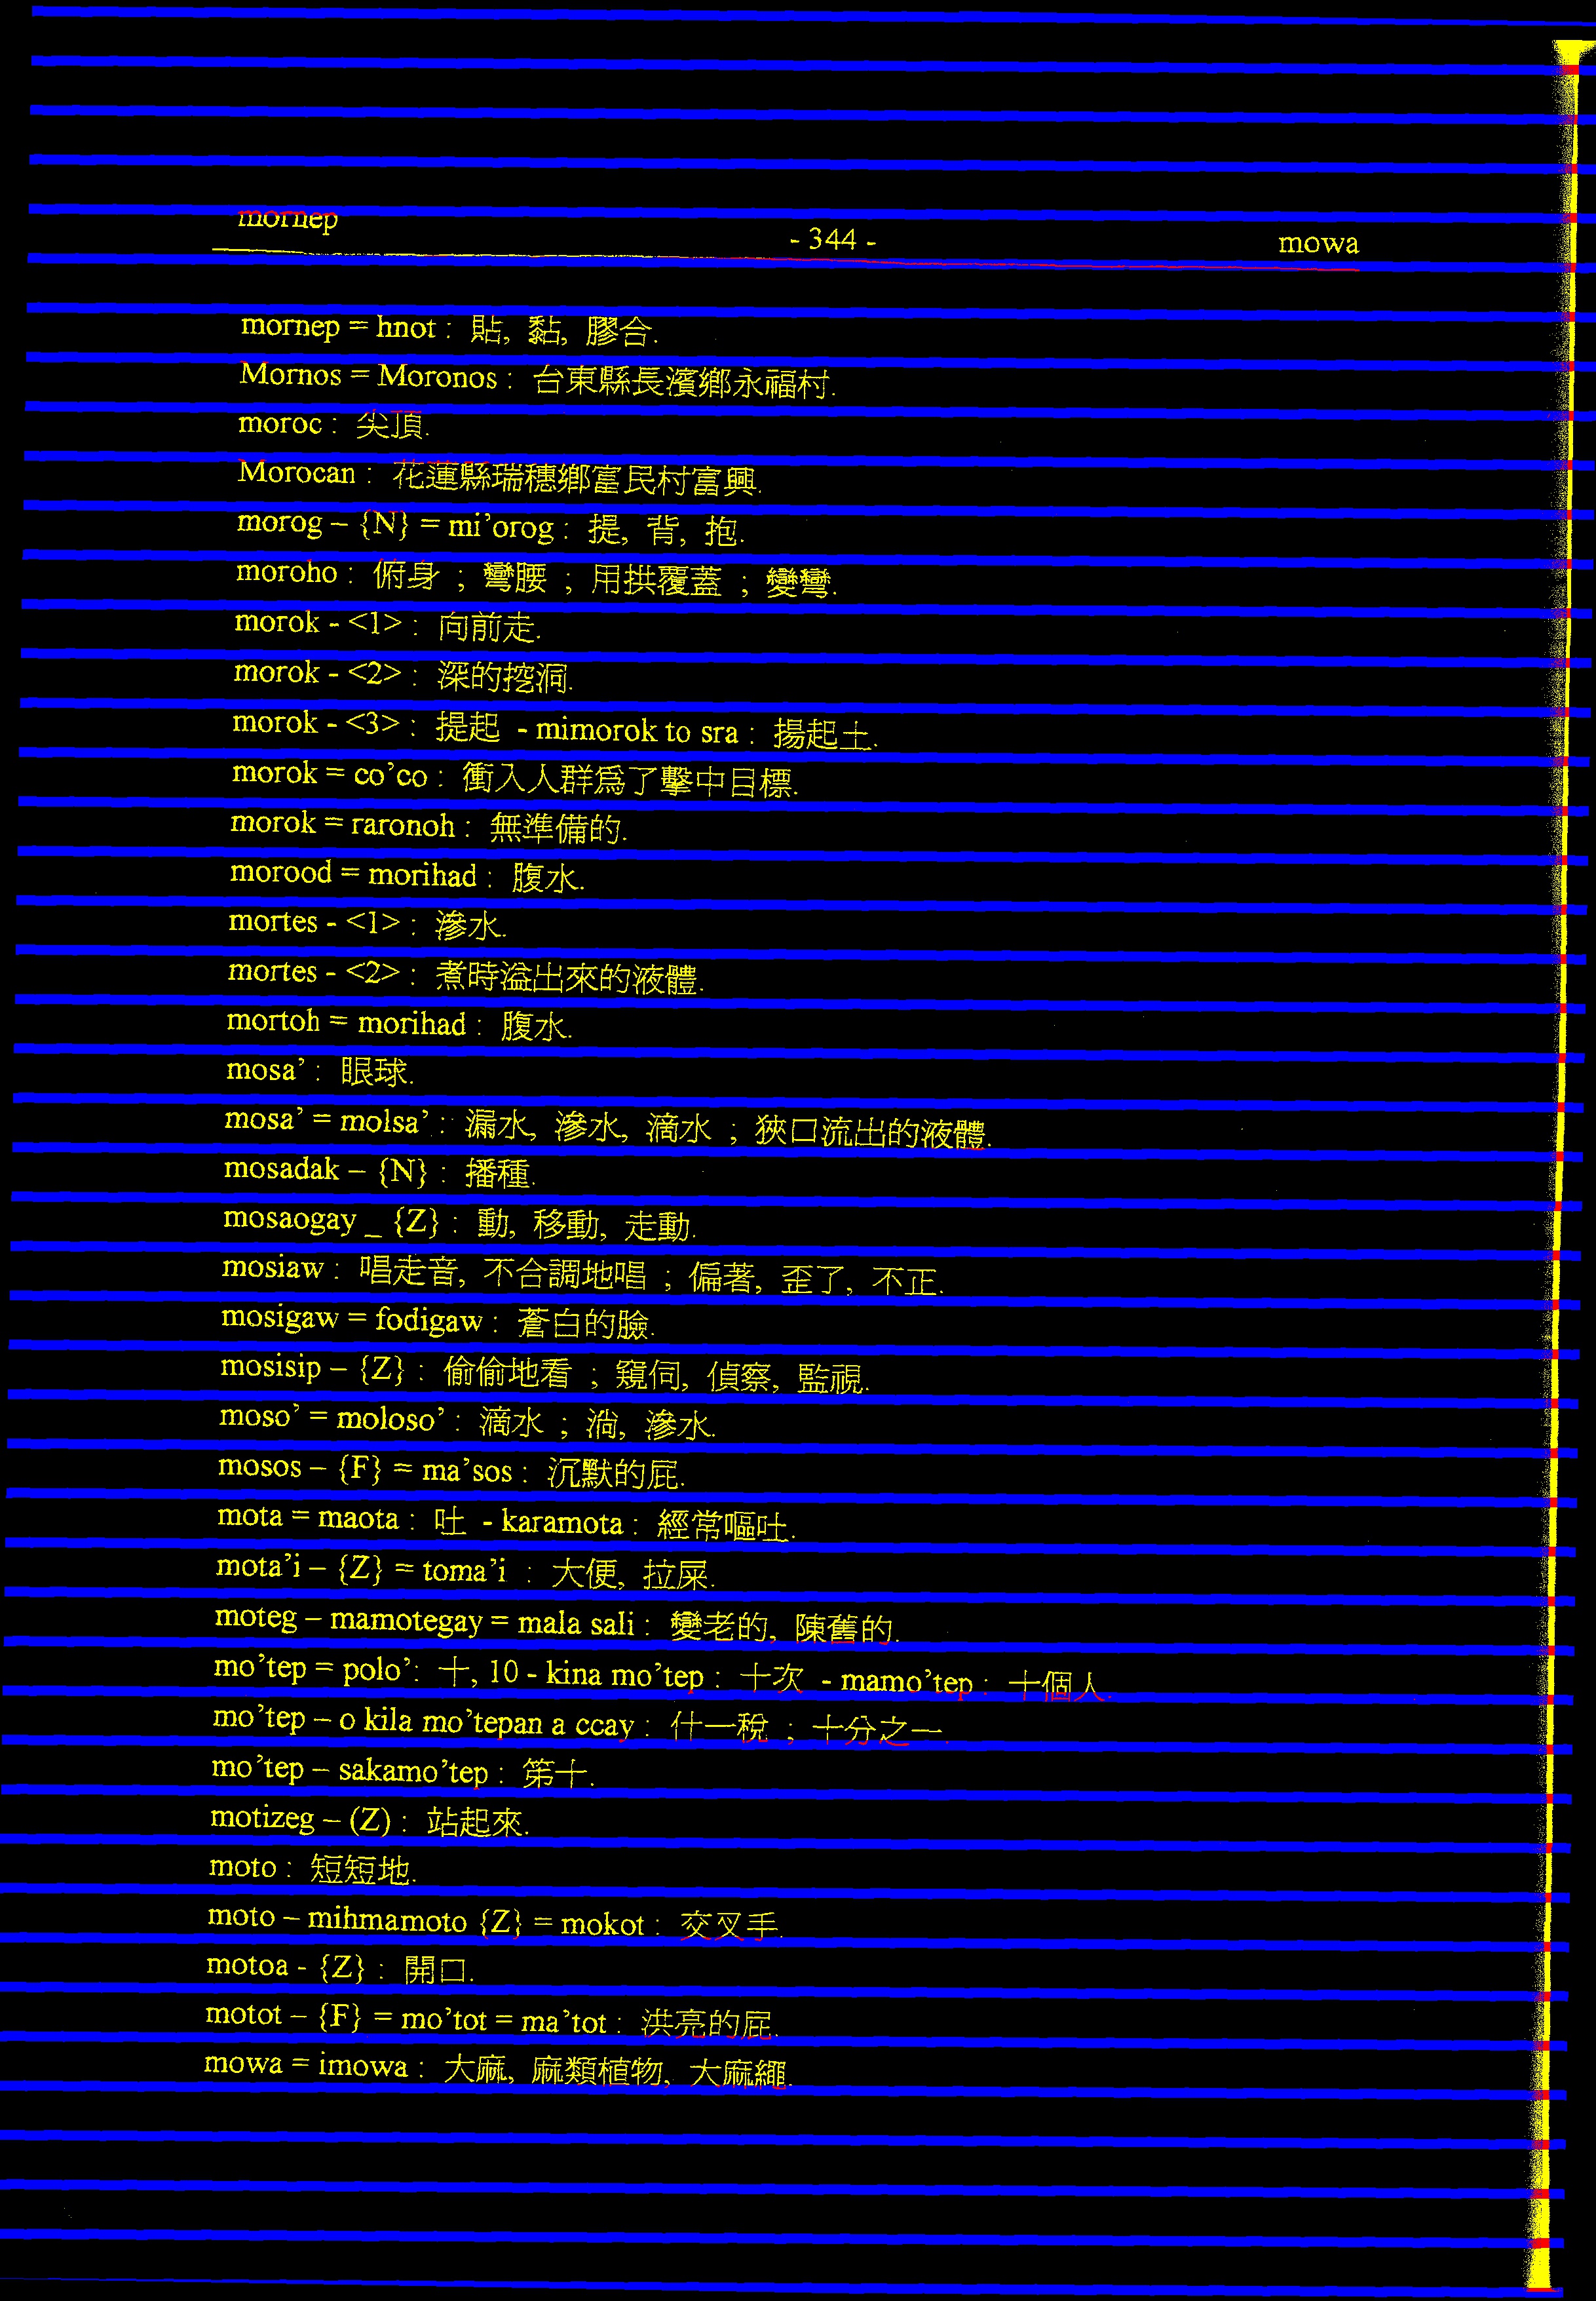 mornep - 344 - mowa
mornep = hnot : 貼, 黏, 膠合.
Mornos = Moronos : 台東縣長濱鄉永福村.
moroc : 尖頂.
Morocan : 花蓮縣瑞穗鄉富民村富興.
morog – {N} = mi’orog : 提, 背, 抱.
moroho : 俯身 ; 彎腰 ; 用拱覆蓋 ; 變彎.
morok - <1> : 向前走.
morok - <2> : 深的挖洞.
morok - <3> : 提起 - mimorok to sra : 揚起土.
morok = co’co : 衝入人群爲了擊中目標.
morok = raronoh : 無準備的.
morood = morihad : 腹水.
mortes - <1> : 滲水.
mortes - <2> : 煮時溢出來的液體.
mortoh = morihad : 腹水.
mosa’ : 眼球.
mosa’ = molsa’ : 漏水, 滲水, 滴水 ; 狹口流出的液體.
mosadak – {N} : 播種.
mosaogay _ {Z} : 動, 移動, 走動.
mosiaw : 唱走音, 不合調地唱 ; 偏著, 歪了, 不正.
mosigaw = fodigaw : 蒼白的臉.
mosisip – {Z} : 偷偷地看 ; 窺伺, 偵察, 監視.
moso’ = moloso’ : 滴水 ; 淌, 滲水.
mosos – {F} = ma’sos : 沉默的屁.
mota = maota : 吐 - karamota : 經常嘔吐.
mota’i – {Z} = toma’i : 大便, 拉屎.
moteg – mamotegay = mala sali : 變老的, 陳舊的.
mo’tep = polo’: 十, 10 - kina mo’tep : 十次 - mamo’tep : 十個人.
mo’tep – o kila mo’tepan a ccay : 什一稅 ; 十分之一.
mo’tep – sakamo’tep : 第十.
motizeg – (Z) : 站起來.
moto : 短短地.
moto – mihmamoto {Z} = mokot : 交叉手.
motoa - {Z} : 開口.
motot – {F} = mo’tot = ma’tot : 洪亮的屁.
mowa = imowa : 大麻, 麻類植物, 大麻繩.